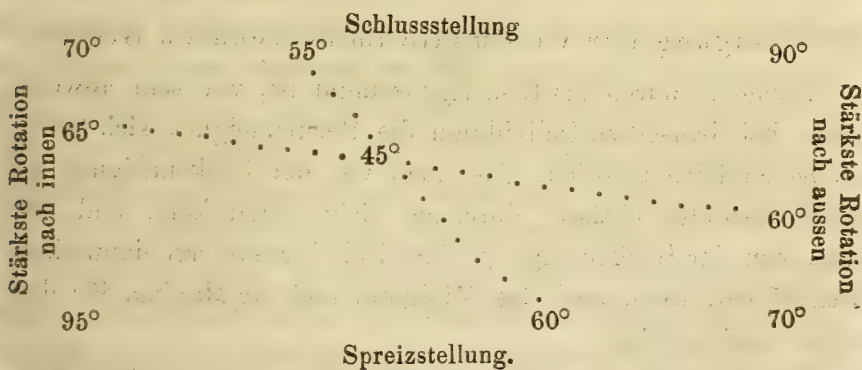 Schlussstellung
70° 55° 90°
Stärkste Rotation
nach innen
65° 45° 60°
Stärkste Rotation
nach aussen
95° 60° 70°
Spreizstellung.